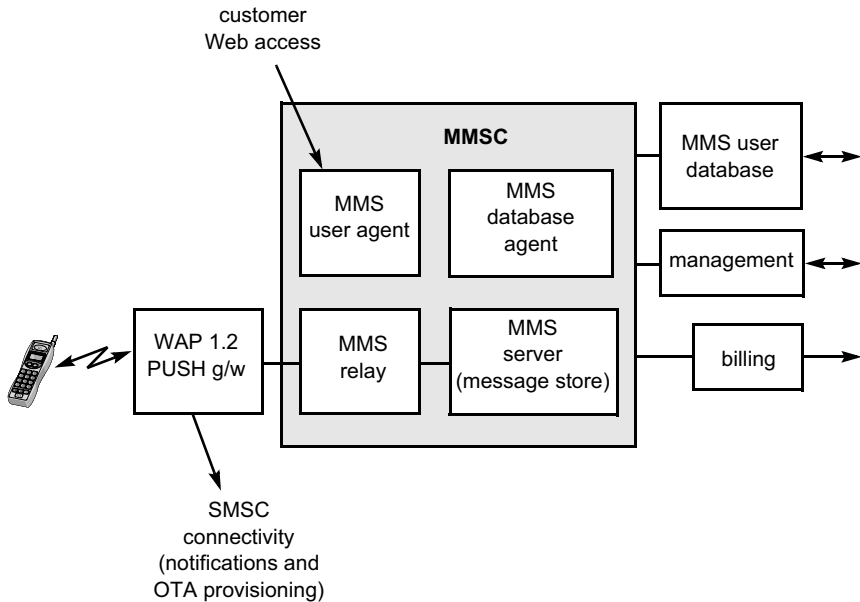 customer
Web access
MMSC
MMS user
database
MMS
user agent
MMS
database
agent
management
WAP 1.2
PUSH g/w
MMS
relay
MMS
server
(message store)
billing
SMSC
connectivity
(notifications and
OTA provisioning)